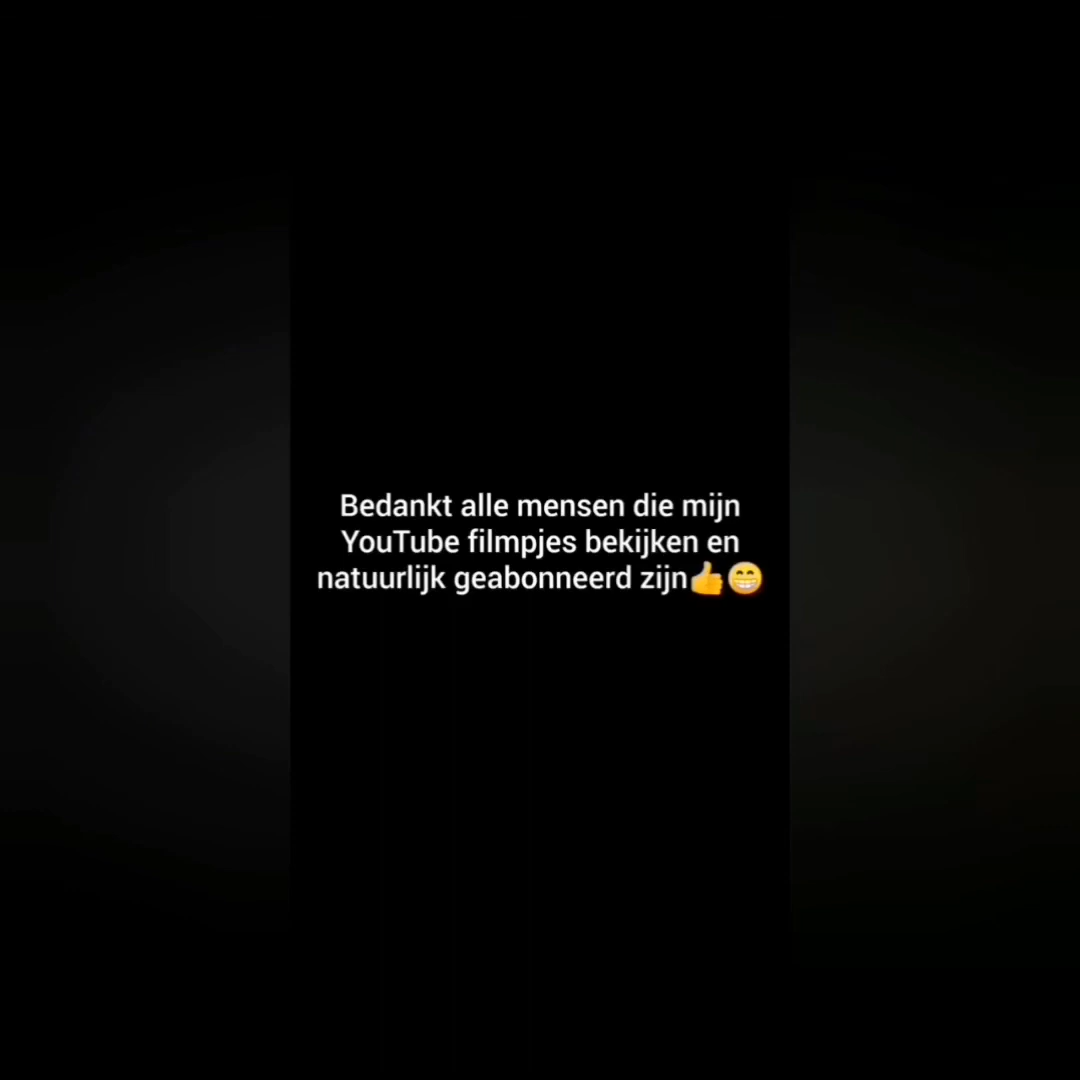 Bedankt alle mensen die mijn
YouTube filmpjes bekijken en
natuurlijk geabonneerd zijn👍😁